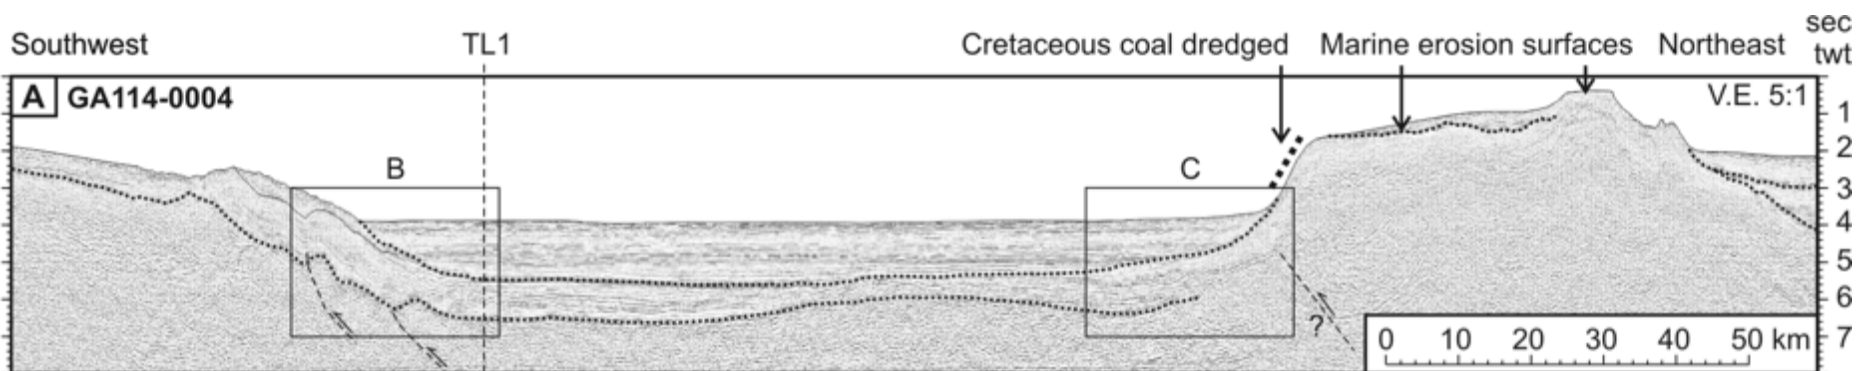 Southwest TL1 Cretaceous coal dredged Marine erosion surfaces Northeast sec
twt
A GA114-0004 V.E. 5:1
1
B C 2
3
4
5
6
? 0 10 20 30 40 50 km 7